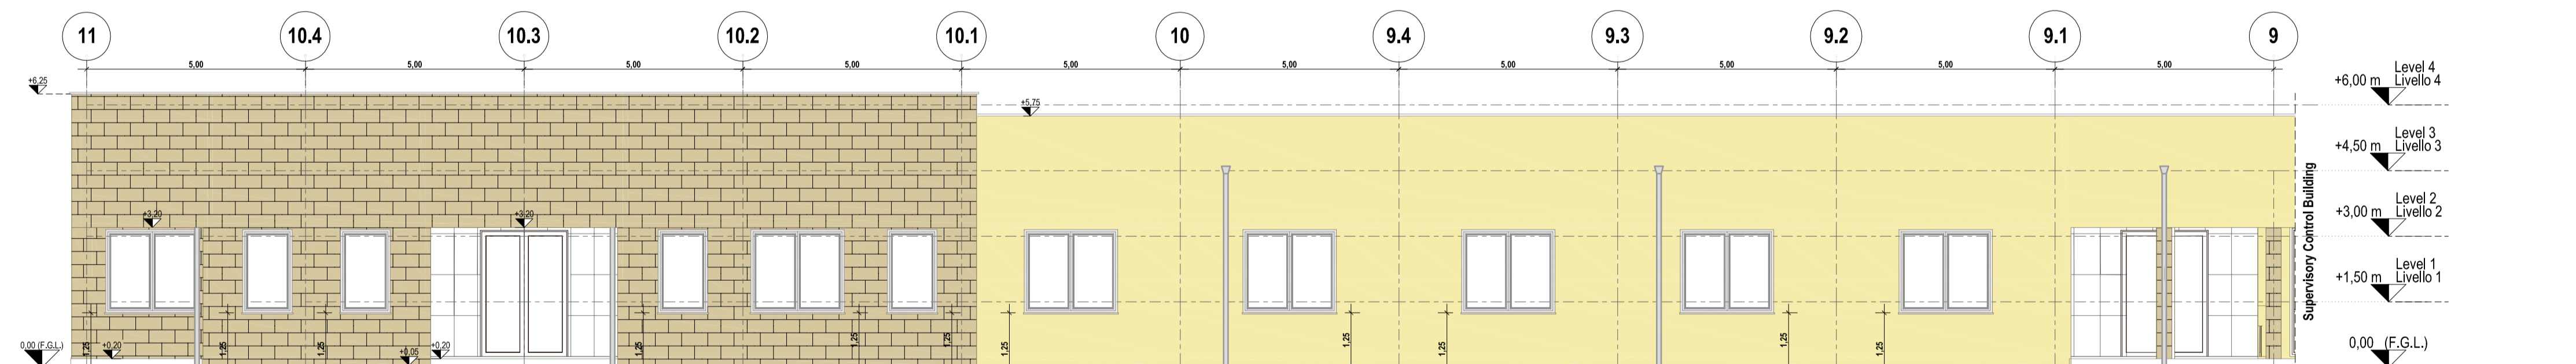 11 10.4 10.3 10.2 10.1 10 9.4 9.3 9.2 9.1 9
5,00 5,00 5,00 5,00 5,00 5,00 5,00 5,00 5,00 5,00
+6.25
+5.75
Level 4
+6,00 m Livello 4
Level 3
+4,50 m Livello 3
Level 2
+3,00 m Livello 2
Level 1
+1,50 m Livello 1
0,00 (F.G.L.)
Supervisory Control Building
+3,20 +3,20
1,25 1,25 1,25 1,25 1,25 1,25 1,25 1,25 1,25 1,25 1,25
0,00 (F.G.L.) +0,20 +0,05 +0,20